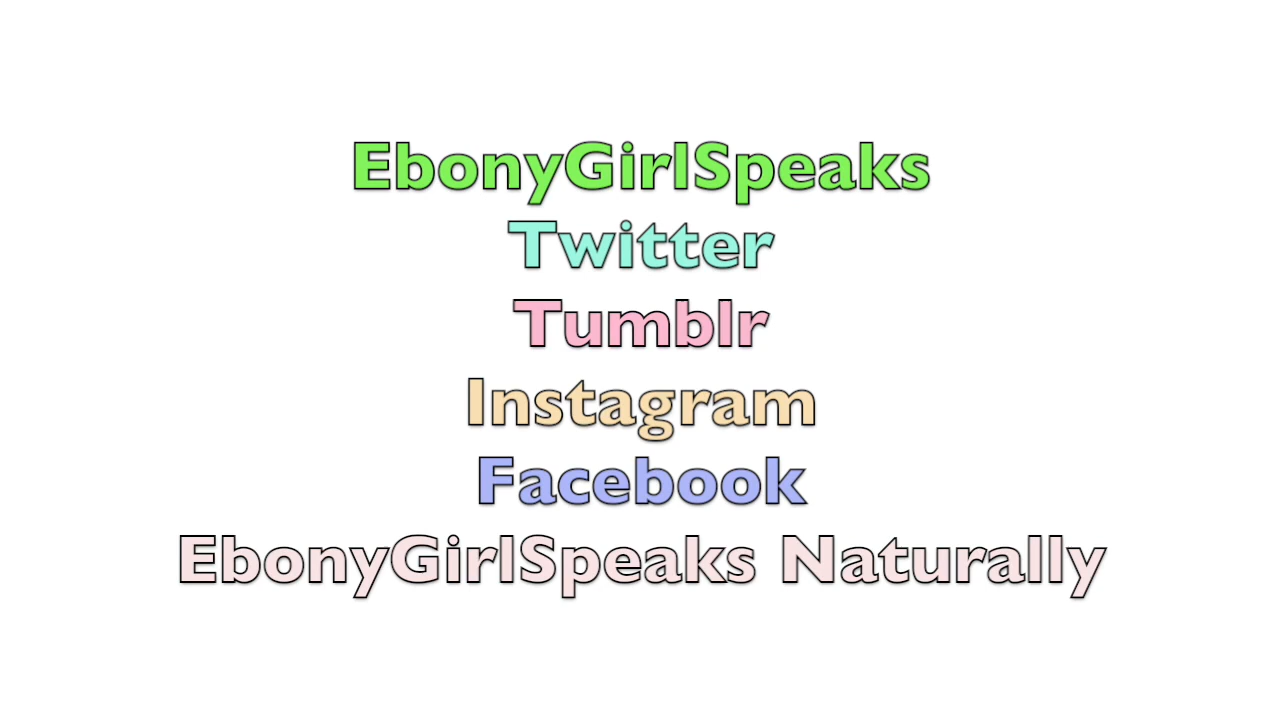 EbonyGirlSpeaks
Twitter
Tumblr
Instagram
Facebook
EbonyGirlSpeaks Naturally